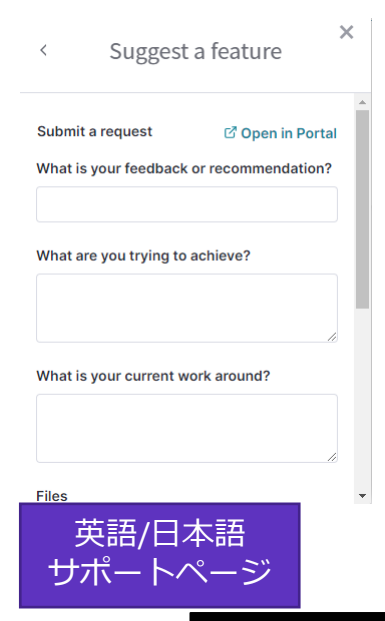 Suggest a feature
Submit a request
Open in Portal
What is your feedback or recommendation?
What are you trying to achieve?
What is your current work around?
Files
英語/日本語
サポートページ